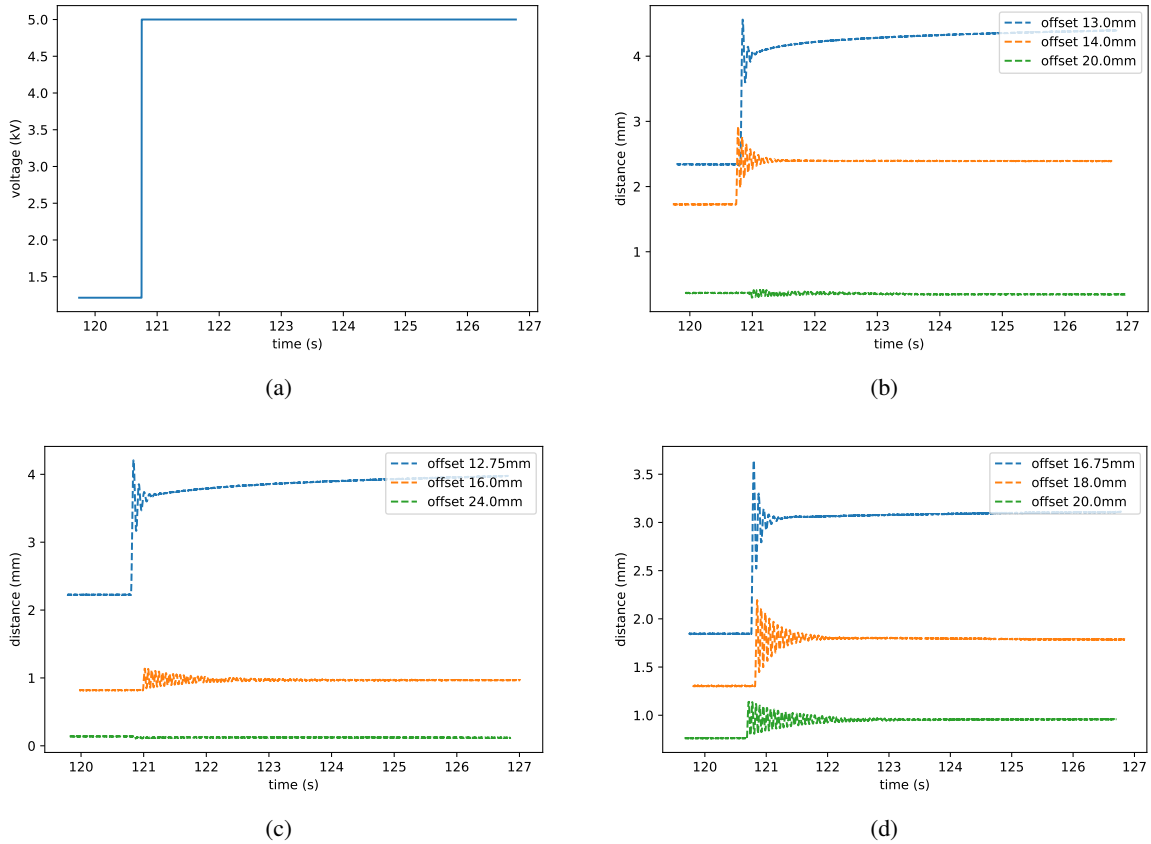 5.0
4.5
4.0
3.5
3.0
2.5
2.0
1.5
voltage (kV)
120 121 122 123 124 125 126 127
time (s)
(a)
offset 13.0mm
offset 14.0mm
offset 20.0mm
4
3
2
1
distance (mm)
120 121 122 123 124 125 126 127
time (s)
(b)
offset 12.75mm
offset 16.0mm
offset 24.0mm
4
3
2
1
0
distance (mm)
120 121 122 123 124 125 126 127
time (s)
(c)
offset 16.75mm
offset 18.0mm
offset 20.0mm
3.5
3.0
2.5
2.0
1.5
1.0
distance (mm)
120 121 122 123 124 125 126 127
time (s)
(d)